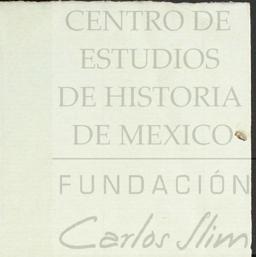 CENTRO DE
ESTUDIOS
DE HISTORIA
DE MEXICO
FUNDACIÓN
Carlos Slim